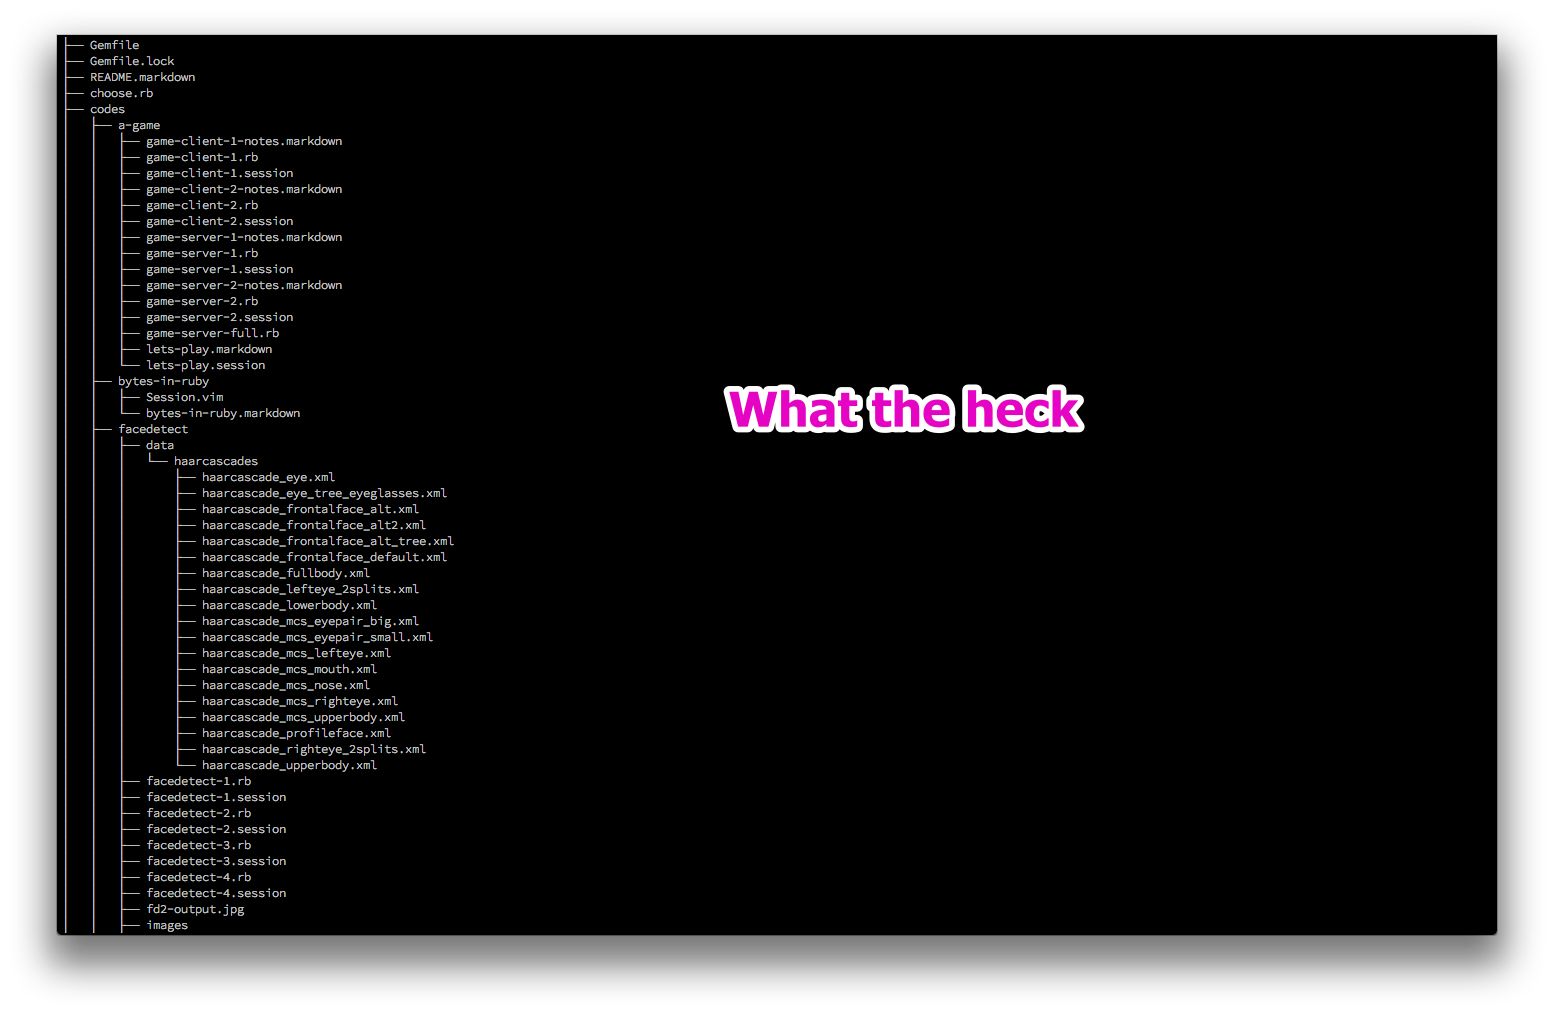 ├── Gemfile
├── Gemfile.lock
├── README.markdown
├── choose.rb
├── codes
│   ├── a-game
│   │   ├── game-client-1-notes.markdown
│   │   ├── game-client-1.rb
│   │   ├── game-client-1.session
│   │   ├── game-client-2-notes.markdown
│   │   ├── game-client-2.rb
│   │   ├── game-client-2.session
│   │   ├── game-server-1-notes.markdown
│   │   ├── game-server-1.rb
│   │   ├── game-server-1.session
│   │   ├── game-server-2-notes.markdown
│   │   ├── game-server-2.rb
│   │   ├── game-server-2.session
│   │   ├── game-server-full.rb
│   │   ├── lets-play.markdown
│   │   └── lets-play.session
│   ├── bytes-in-ruby
│   │   ├── Session.vim
│   │   └── bytes-in-ruby.markdown
│   ├── facedetect
│   │   ├── data
│   │   │   └── haarcascades
│   │   │       ├── haarcascade_eye.xml
│   │   │       ├── haarcascade_eye_tree_eyeglasses.xml
│   │   │       ├── haarcascade_frontalface_alt.xml
│   │   │       ├── haarcascade_frontalface_alt2.xml
│   │   │       ├── haarcascade_frontalface_alt_tree.xml
│   │   │       ├── haarcascade_frontalface_default.xml
│   │   │       ├── haarcascade_fullbody.xml
│   │   │       ├── haarcascade_lefteye_2splits.xml
│   │   │       ├── haarcascade_lowerbody.xml
│   │   │       ├── haarcascade_mcs_eyepair_big.xml
│   │   │       ├── haarcascade_mcs_eyepair_small.xml
│   │   │       ├── haarcascade_mcs_lefteye.xml
│   │   │       ├── haarcascade_mcs_mouth.xml
│   │   │       ├── haarcascade_mcs_nose.xml
│   │   │       ├── haarcascade_mcs_righteye.xml
│   │   │       ├── haarcascade_mcs_upperbody.xml
│   │   │       ├── haarcascade_profileface.xml
│   │   │       ├── haarcascade_righteye_2splits.xml
│   │   │       └── haarcascade_upperbody.xml
│   │   ├── facedetect-1.rb
│   │   ├── facedetect-1.session
│   │   ├── facedetect-2.rb
│   │   ├── facedetect-2.session
│   │   ├── facedetect-3.rb
│   │   ├── facedetect-3.session
│   │   ├── facedetect-4.rb
│   │   ├── facedetect-4.session
│   │   ├── fd2-output.jpg
│   │   ├── images
What the heck